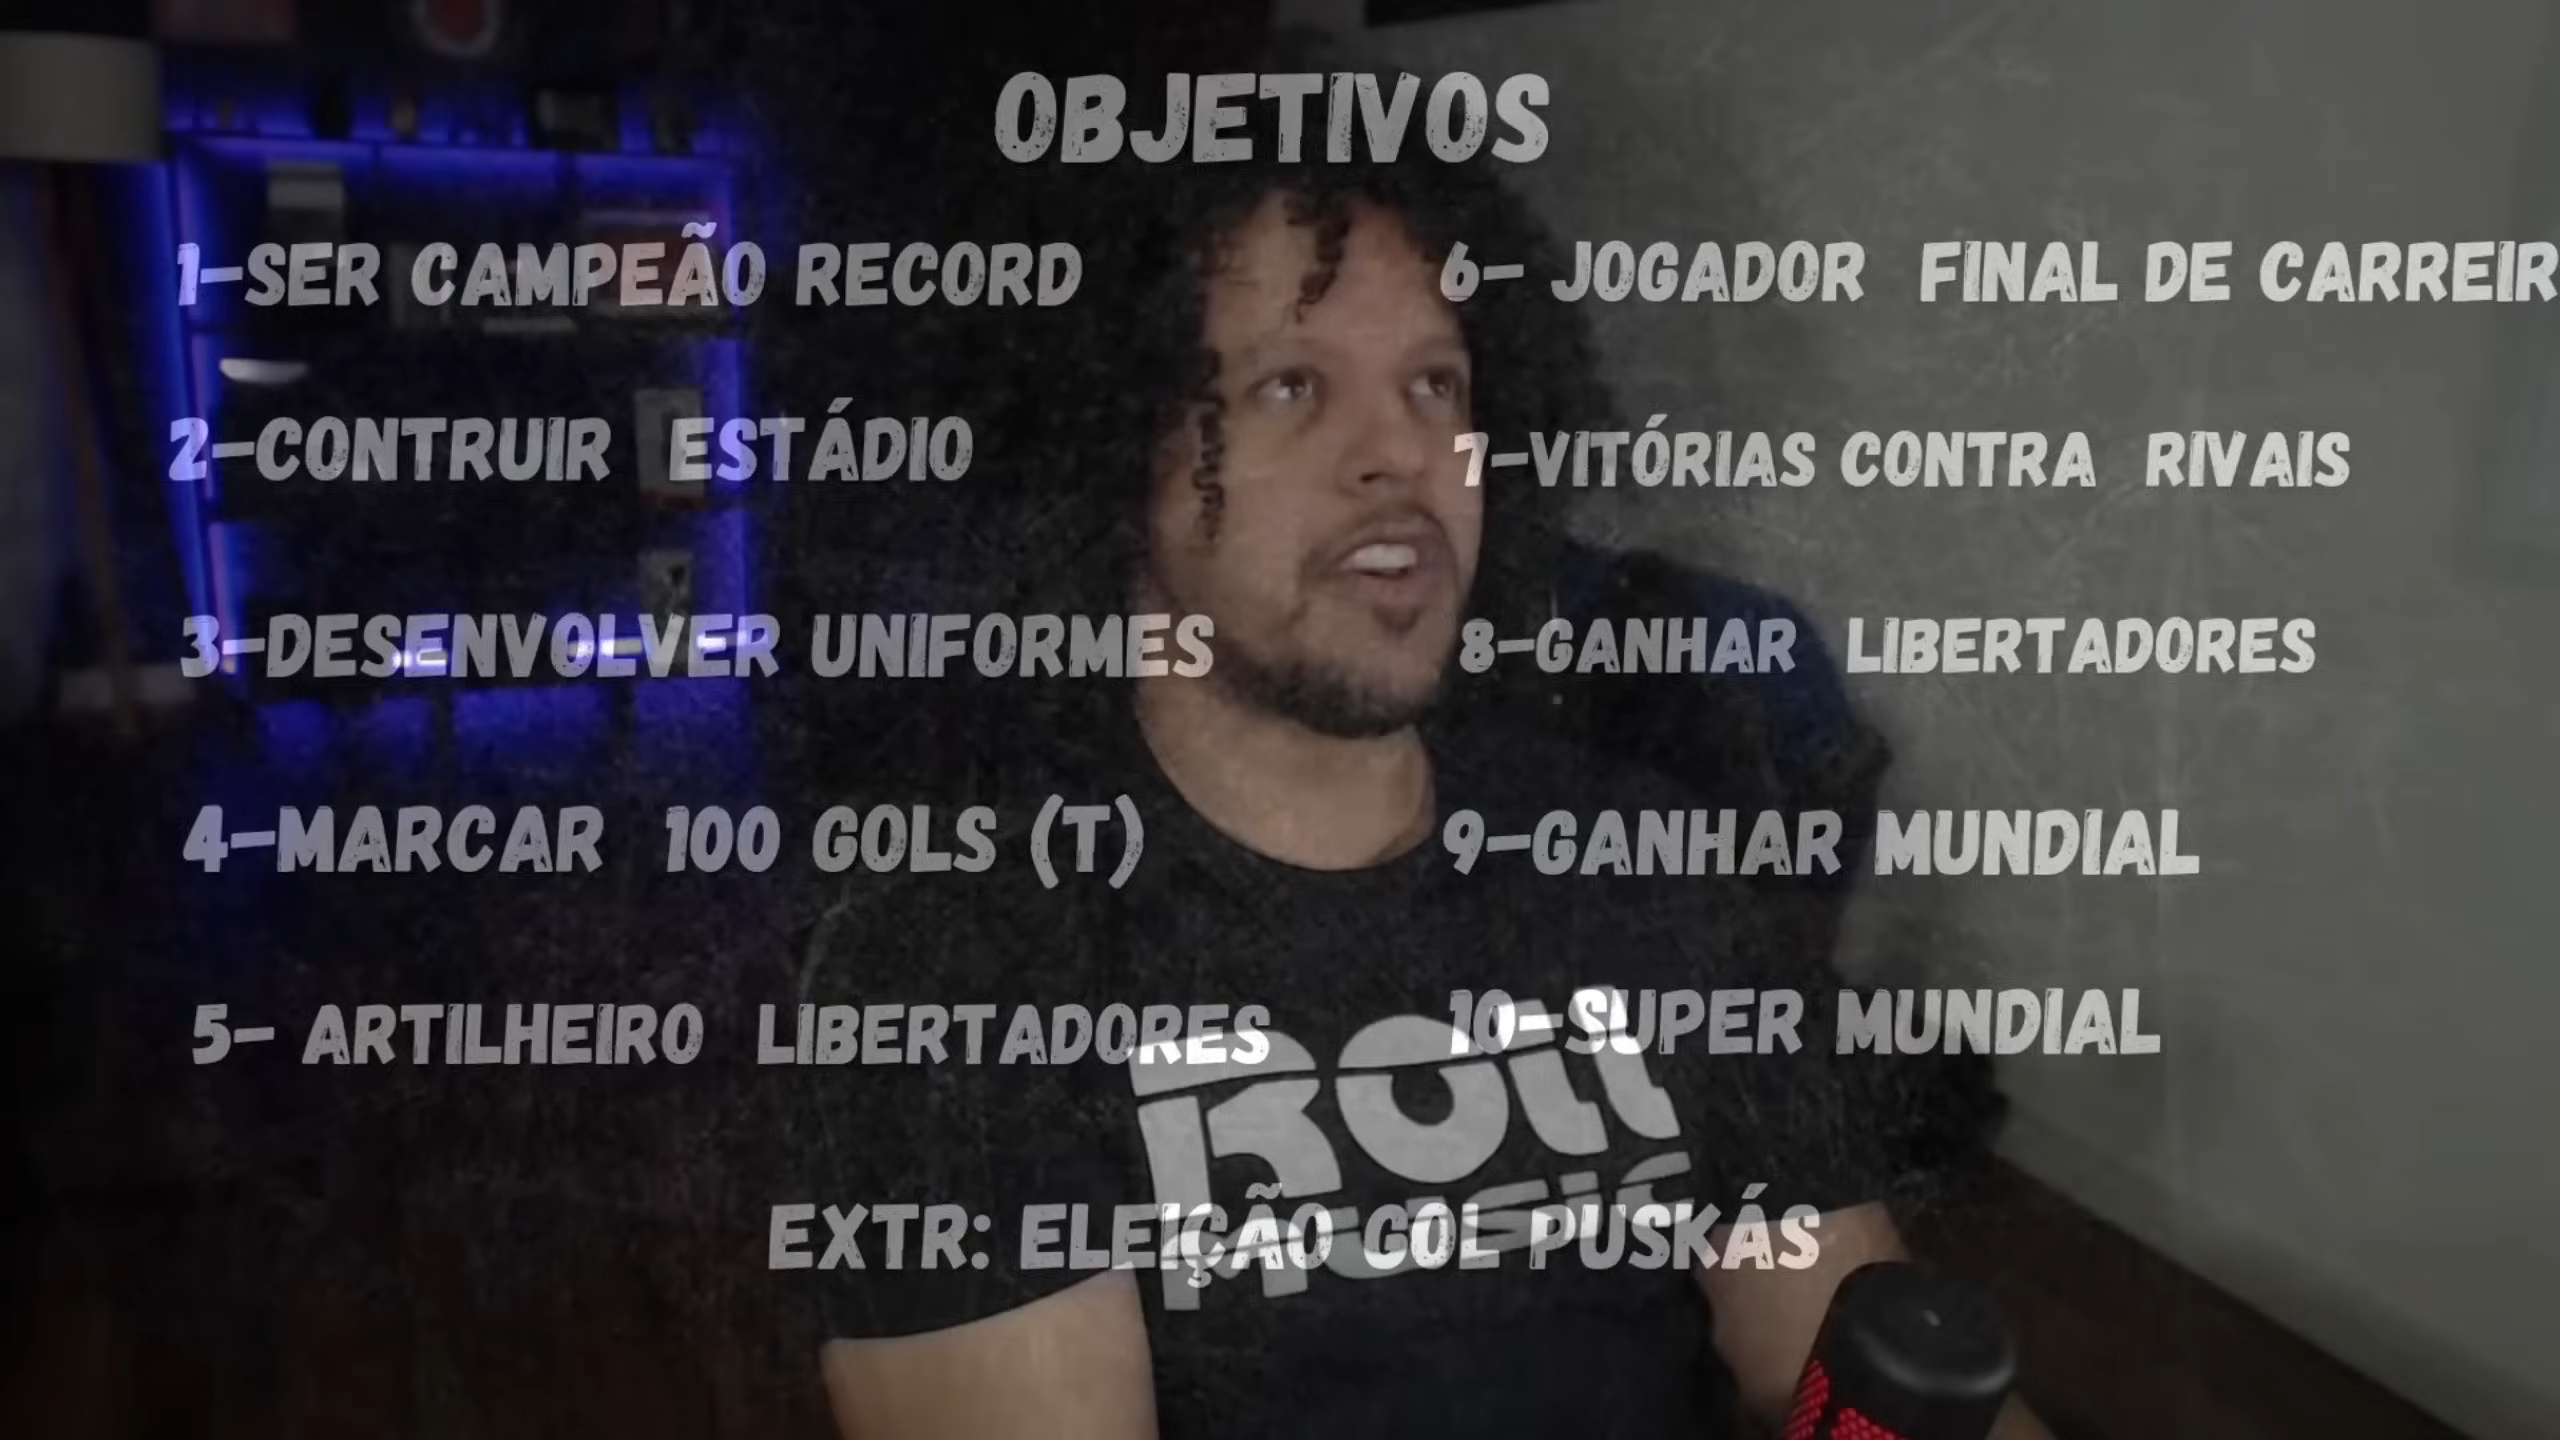 OBJETIVOS
1-SER CAMPEÃO RECORD
2-CONTRUIR ESTÁDIO
3-DESENVOLVER UNIFORMES
4-MARCAR 100 GOLS (T)
5- ARTILHEIRO LIBERTADORES
6- JOGADOR FINAL DE CARREIR
7-VITÓRIAS CONTRA RIVAIS
8-GANHAR LIBERTADORES
9-GANHAR MUNDIAL
10-SUPER MUNDIAL
EXTR: ELEIÇÃO GOL PUSKÁS
Roll
music